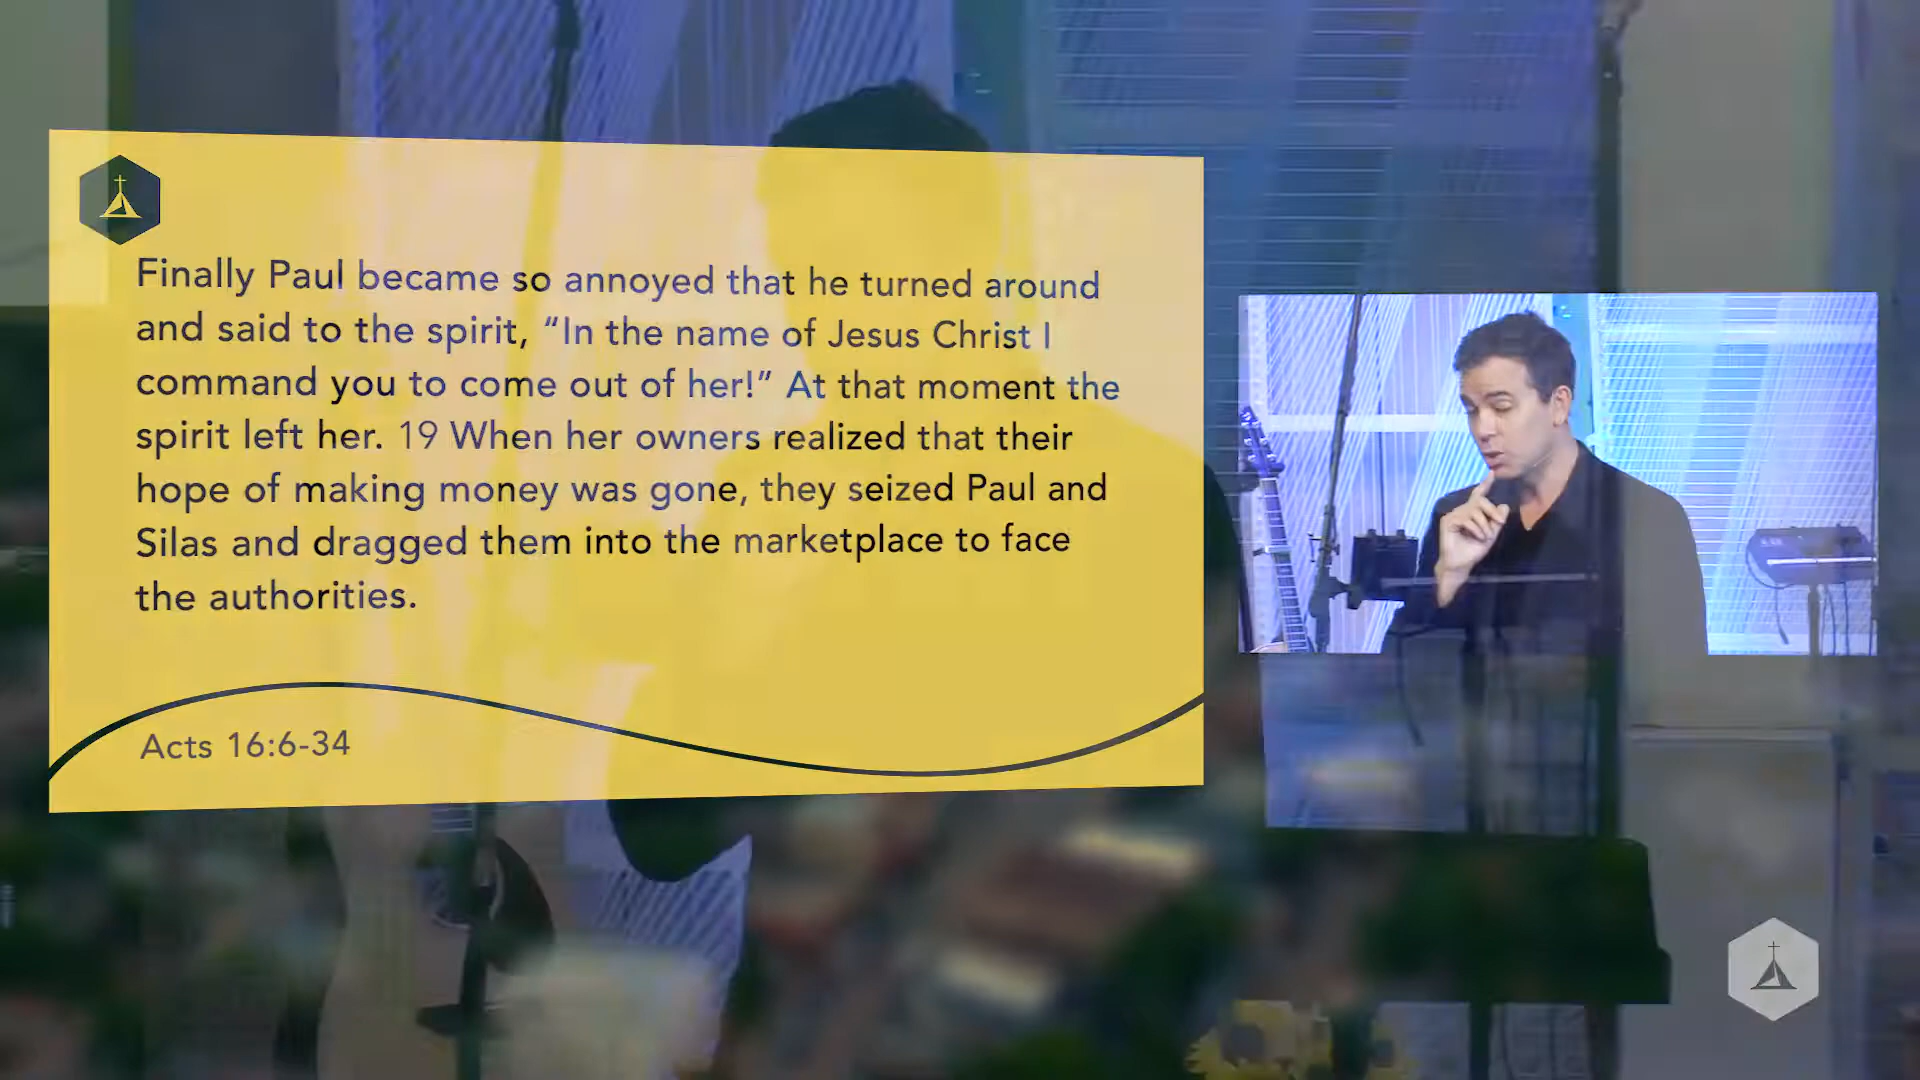 Finally Paul became so annoyed that he turned around
and said to the spirit, “In the name of Jesus Christ I
command you to come out of her!” At that moment the
spirit left her. 19 When her owners realized that their
hope of making money was gone, they seized Paul and
Silas and dragged them into the marketplace to face
the authorities.
Acts 16:6-34